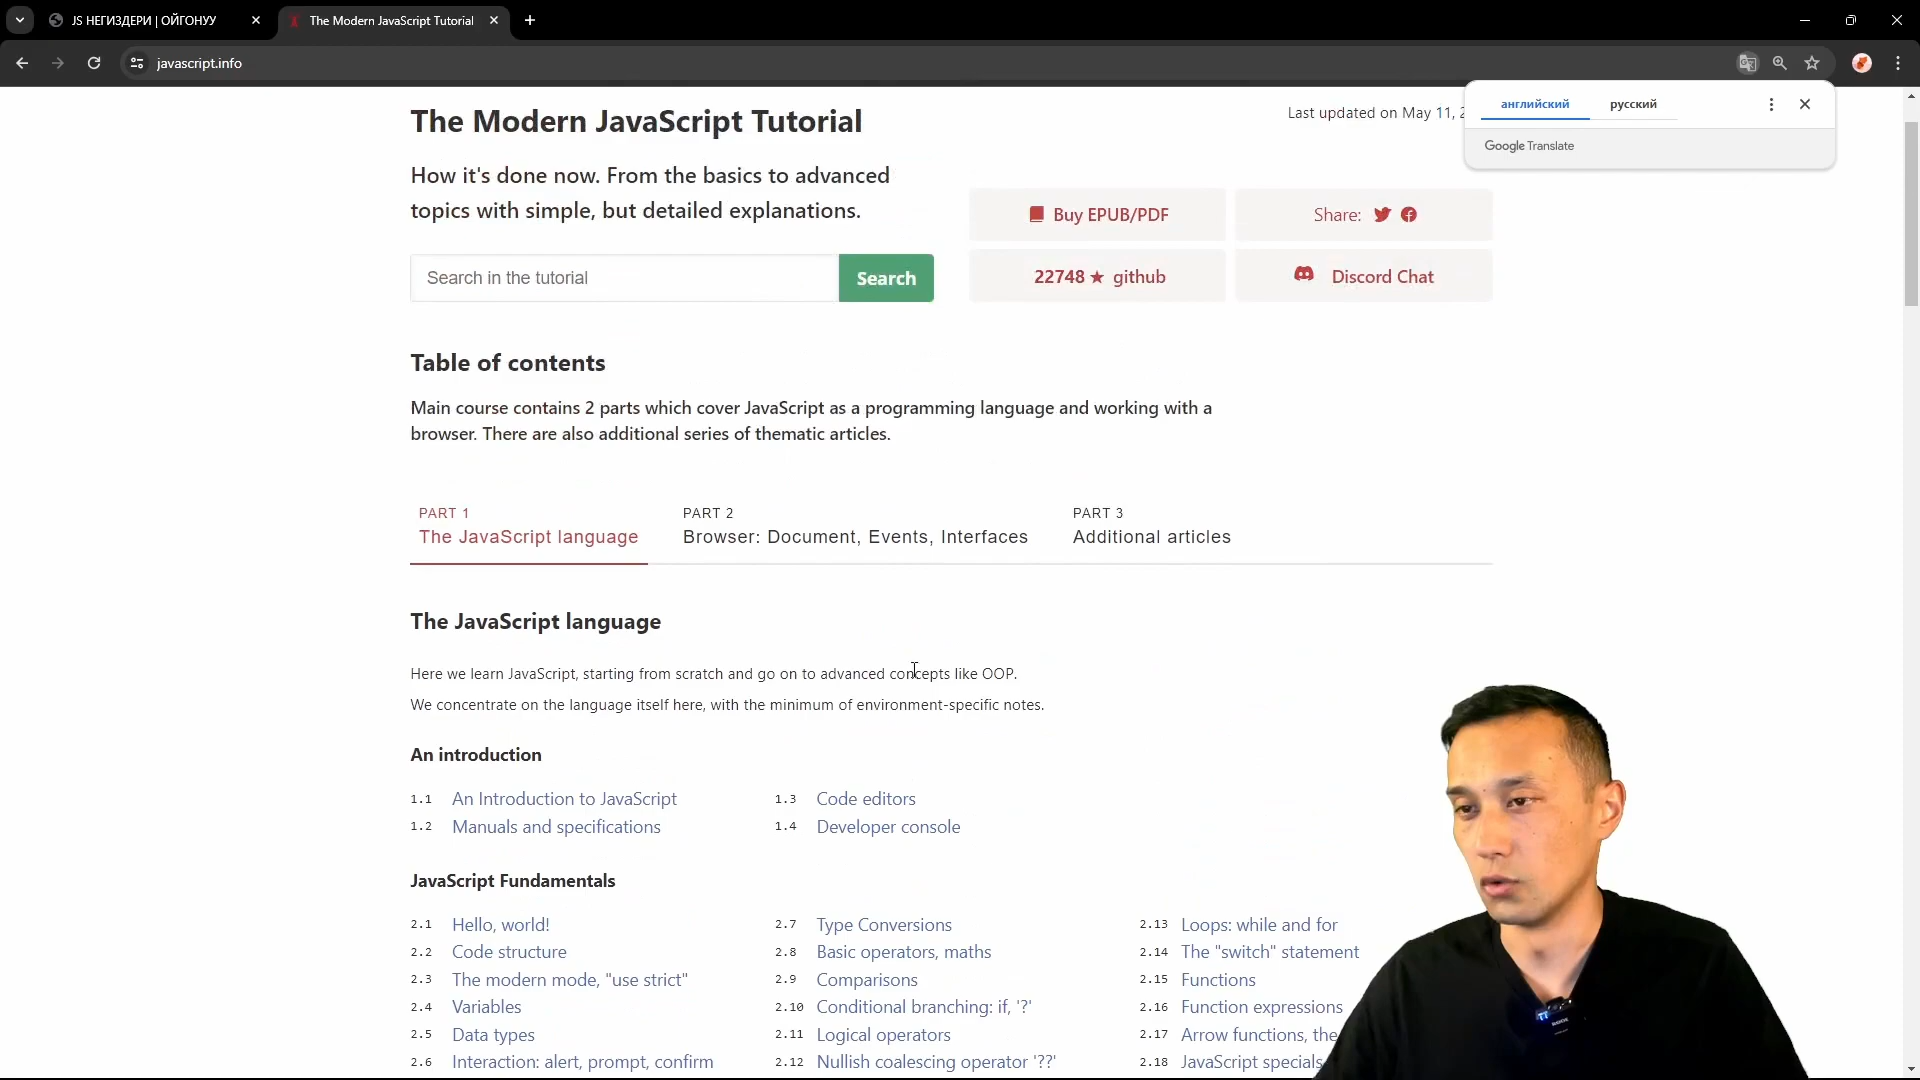 JS НЕГИЗДЕРИ | ОЙГОНУУ
The Modern JavaScript Tutorial
javascript.info
английский русский
Google Translate
The Modern JavaScript Tutorial
Last updated on May 11, 2
How it's done now. From the basics to advanced
topics with simple, but detailed explanations.
Buy EPUB/PDF
Share:
Search in the tutorial
Search
22748 ★ github
Discord Chat
Table of contents
Main course contains 2 parts which cover JavaScript as a programming language and working with a
browser. There are also additional series of thematic articles.
PART 1
The JavaScript language
PART 2
Browser: Document, Events, Interfaces
PART 3
Additional articles
The JavaScript language
Here we learn JavaScript, starting from scratch and go on to advanced concepts like OOP.
We concentrate on the language itself here, with the minimum of environment-specific notes.
An introduction
1.1 An Introduction to JavaScript
1.2 Manuals and specifications
1.3 Code editors
1.4 Developer console
JavaScript Fundamentals
2.1 Hello, world!
2.2 Code structure
2.3 The modern mode, "use strict"
2.4 Variables
2.5 Data types
2.6 Interaction: alert, prompt, confirm
2.7 Type Conversions
2.8 Basic operators, maths
2.9 Comparisons
2.10 Conditional branching: if, '?'
2.11 Logical operators
2.12 Nullish coalescing operator '??'
2.13 Loops: while and for
2.14 The "switch" statement
2.15 Functions
2.16 Function expressions
2.17 Arrow functions, the
2.18 JavaScript specials